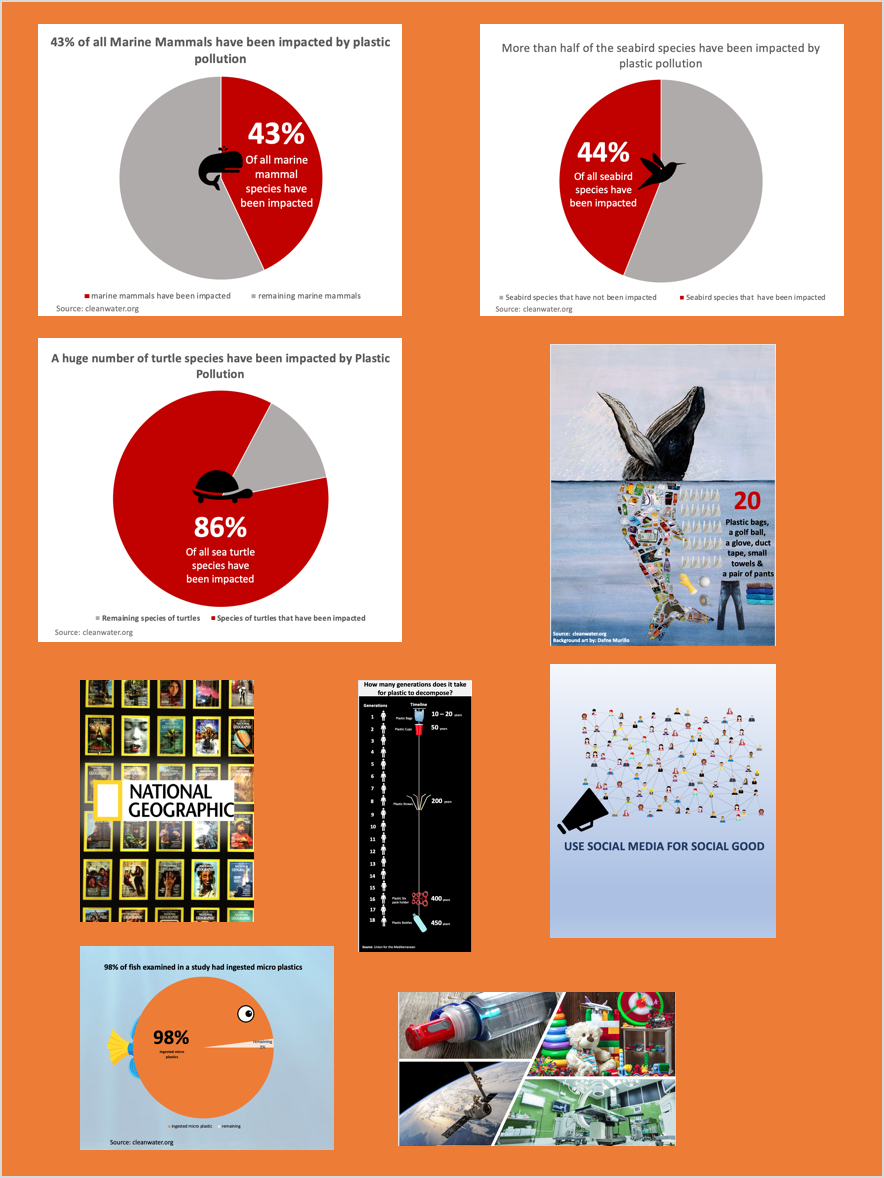 43% of all Marine Mammals have been impacted by plastic
pollution
43%
Of all marine
mammal
species have
been impacted
marine mammals have been impacted
remaining marine mammals
Source: cleanwater.org
More than half of the seabird species have been impacted by
plastic pollution
44%
Of all seabird
species have
been impacted
Seabird species that have not been impacted
Seabird species that have been impacted
Source: cleanwater.org
A huge number of turtle species have been impacted by Plastic
Pollution
86%
Of all sea turtle
species have
been impacted
Remaining species of turtles
Species of turtles that have been impacted
Source: cleanwater.org
20
Plastic bags,
a golf ball,
a glove, duct
tape, small
towels &
a pair of pants
Source: cleanwater.org
Background art by: Dafne Murillo
NATIONAL
GEOGRAPHIC
How many generations does it take
for plastic to decompose?
Generations
Timeline
1
Plastic Bags
10 – 20 years
2
Plastic Cups
50 years
3
4
5
6
7
8
Plastic Straws
200 years
9
10
11
12
13
14
15
16
Plastic Six
pack holder
400 years
17
18
Plastic Bottles
450 years
Source: Union for the Mediterranean
USE SOCIAL MEDIA FOR SOCIAL GOOD
98% of fish examined in a study had ingested micro plastics
98%
Ingested micro
plastics
remaining
2%
ingested micro plastic
remaining
Source: cleanwater.org